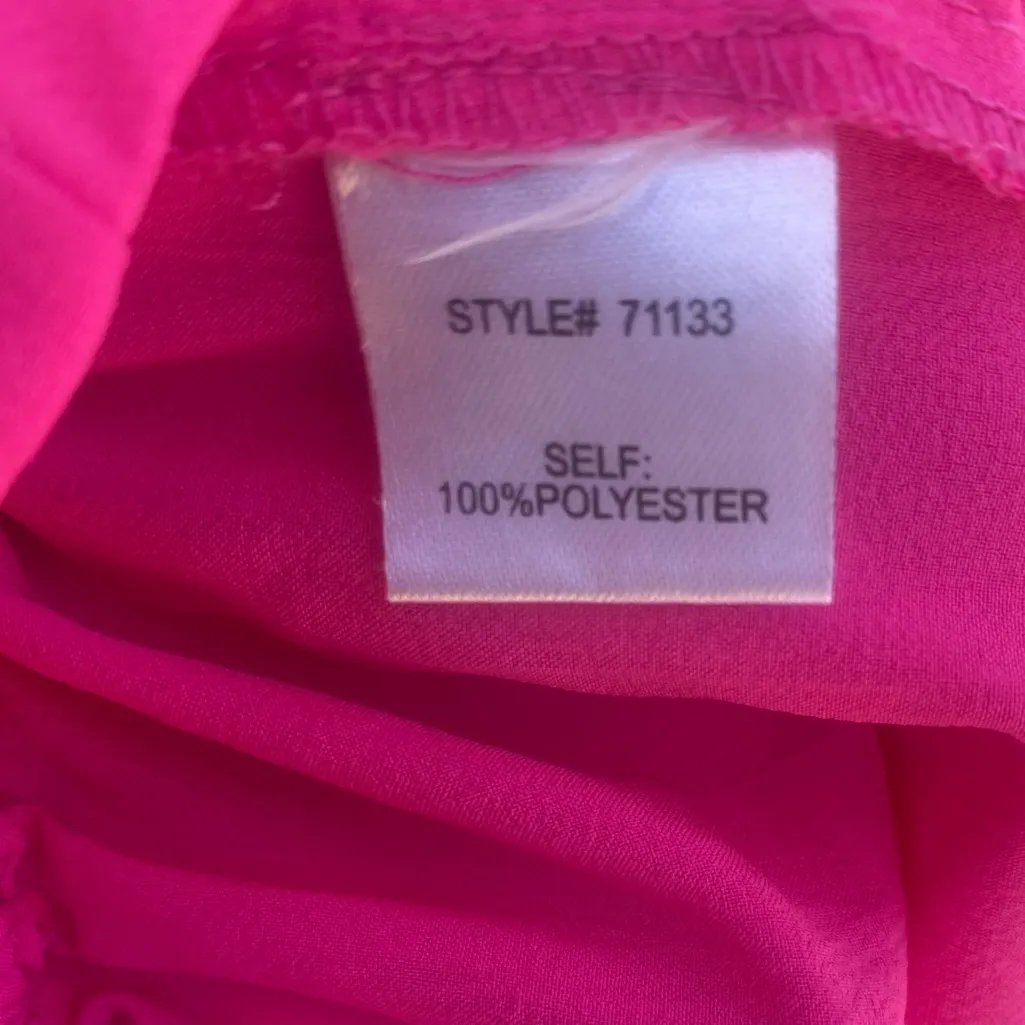 STYLE# 71133
SELF:
100%POLYESTER